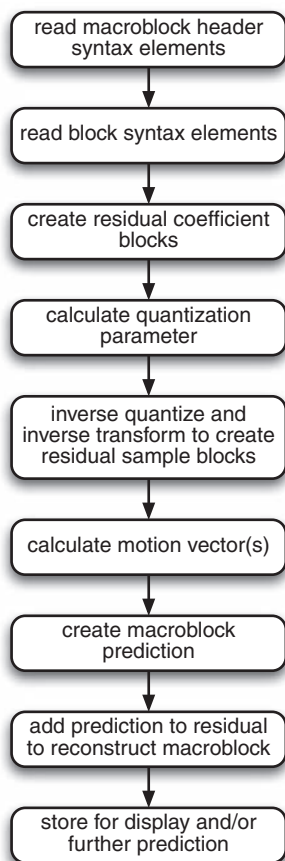 read macroblock header
syntax elements
read block syntax elements
create residual coefficient
blocks
calculate quantization
parameter
inverse quantize and
inverse transform to create
residual sample blocks
calculate motion vector(s)
create macroblock
prediction
add prediction to residual
to reconstruct macroblock
store for display and/or
further prediction